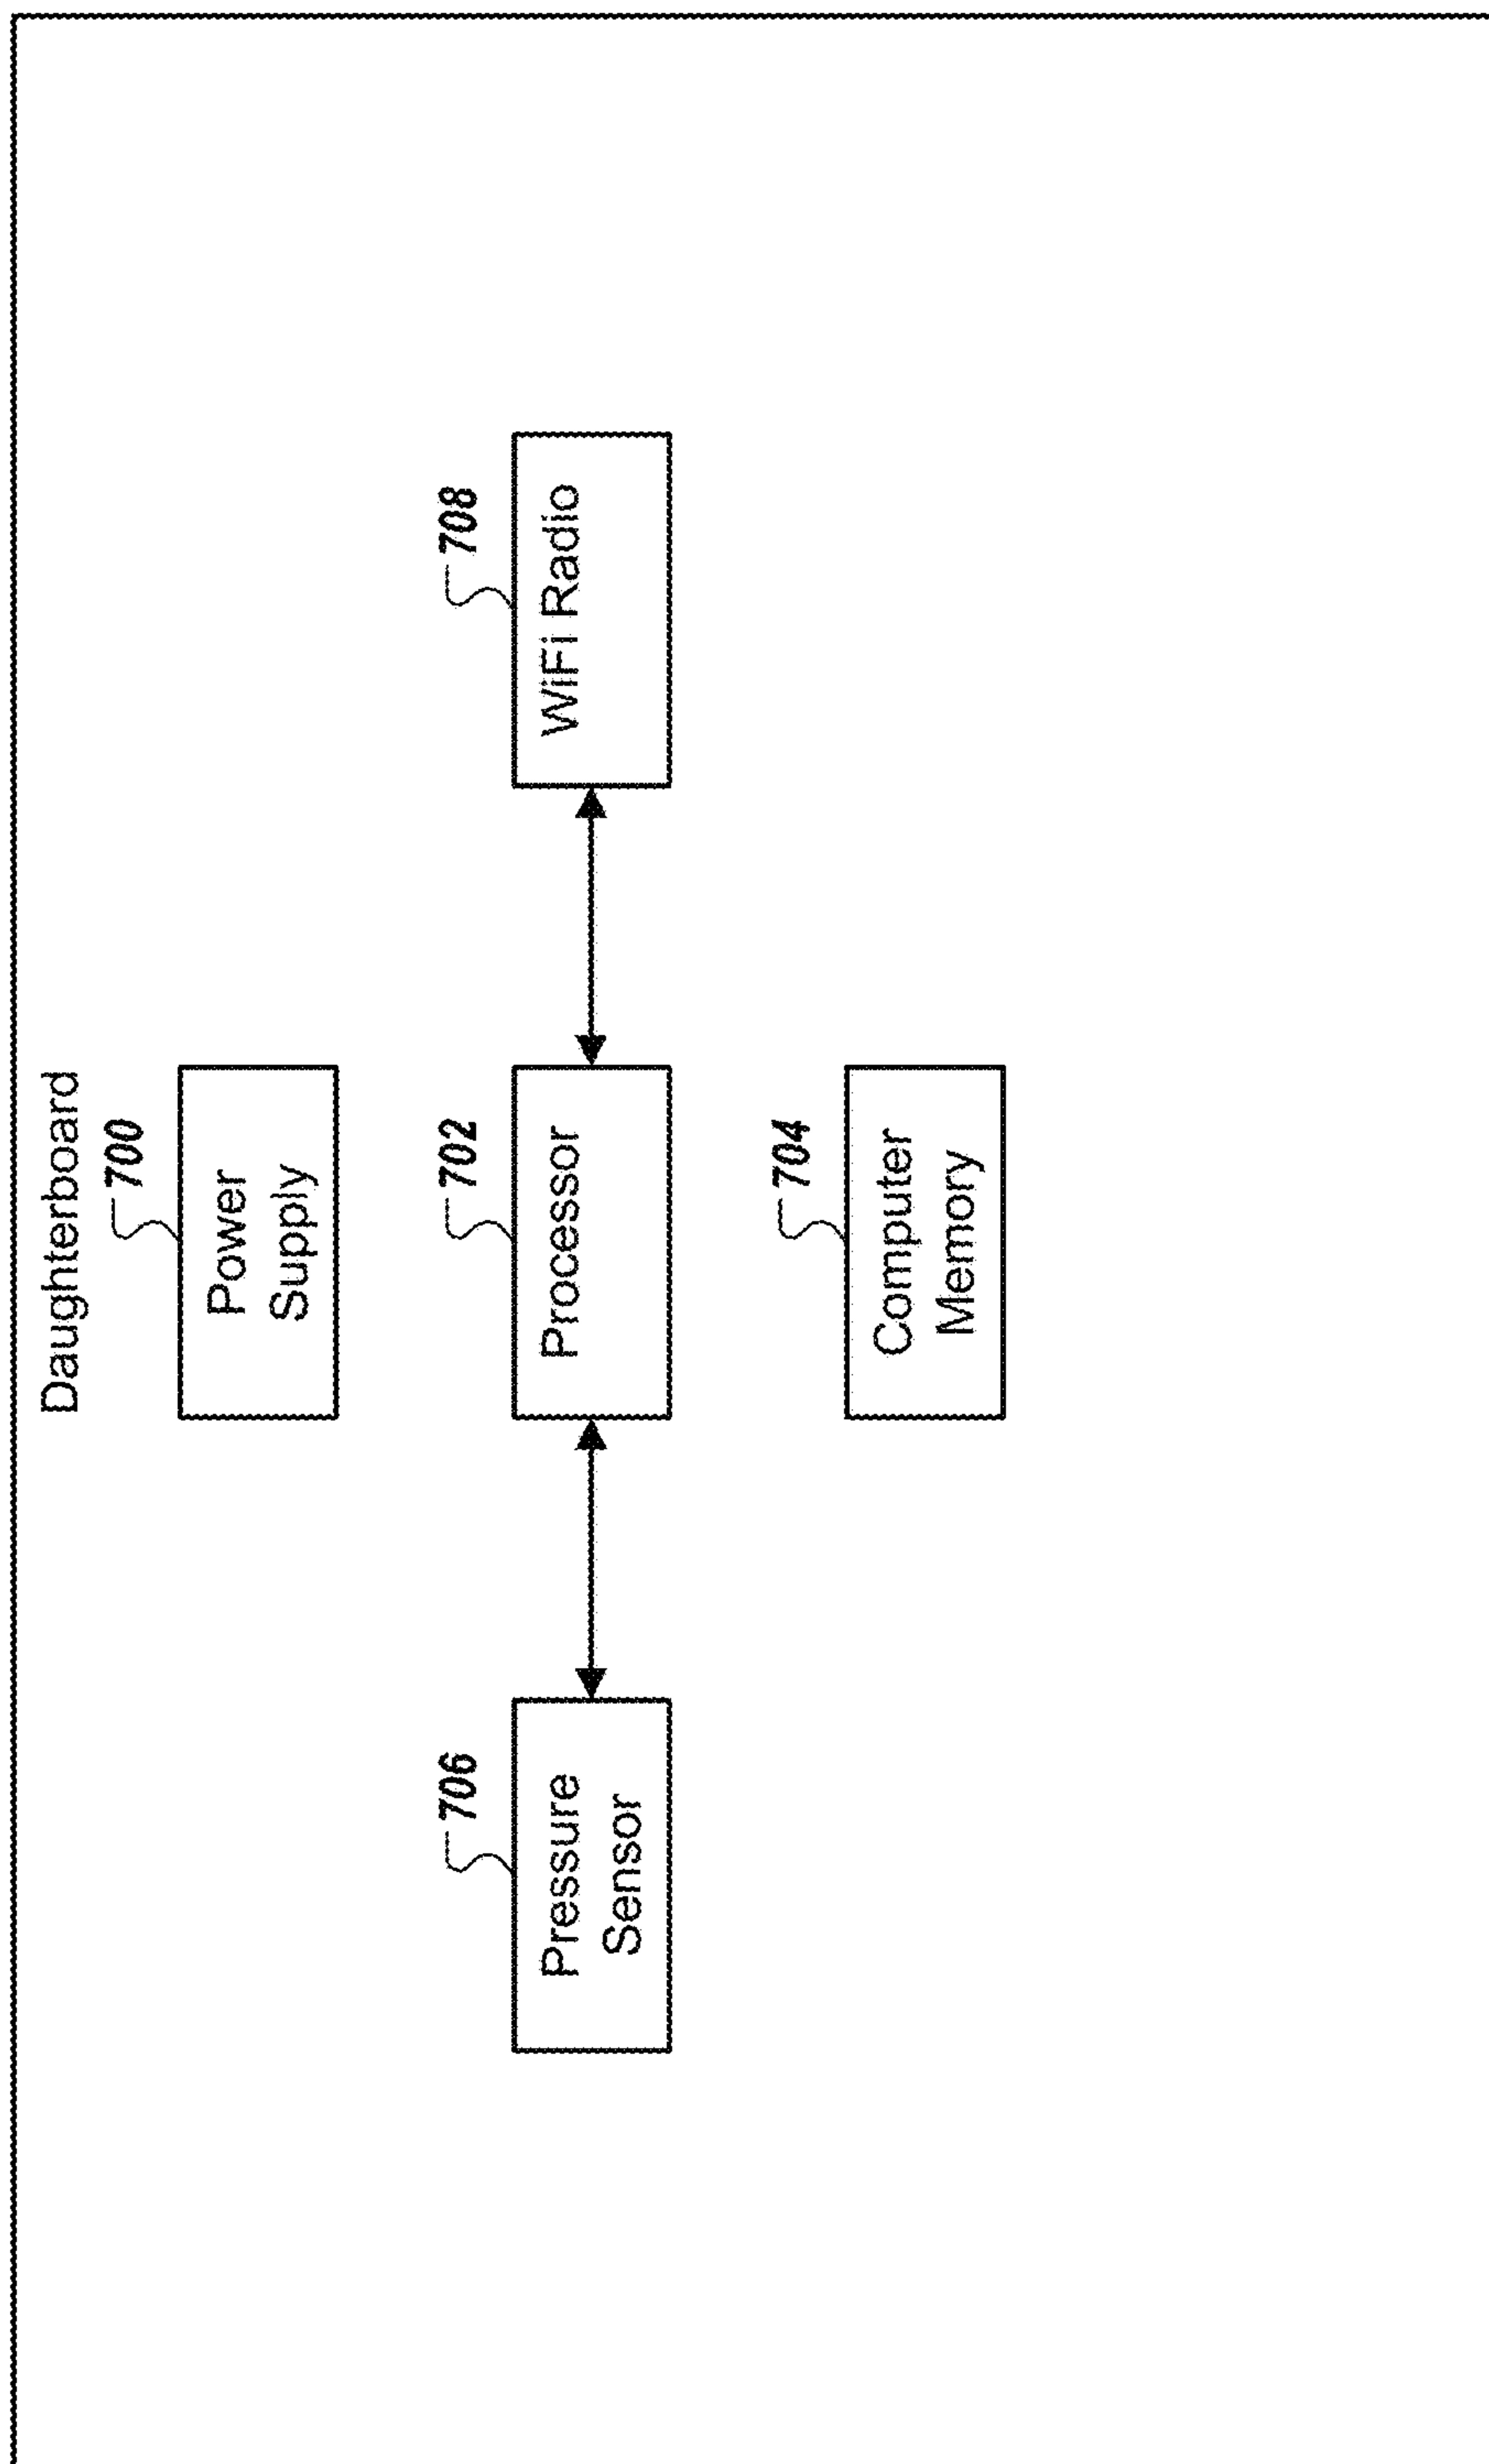 Daughterboard
700
Power
Supply
706
Pressure
Sensor
702
Processor
708
WiFi Radio
704
Computer
Memory